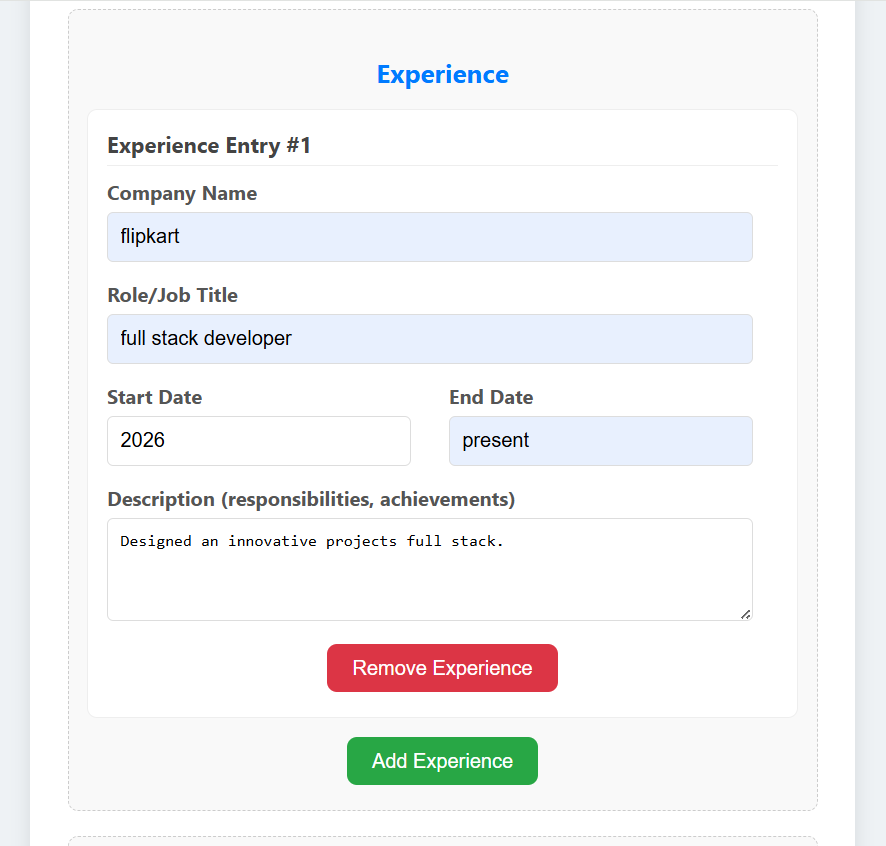 Experience
Experience Entry #1
Company Name
flipkart
Role/Job Title
full stack developer
Start Date End Date
2026 present
Description (responsibilities, achievements)
Designed an innovative projects full stack.
Remove Experience
Add Experience